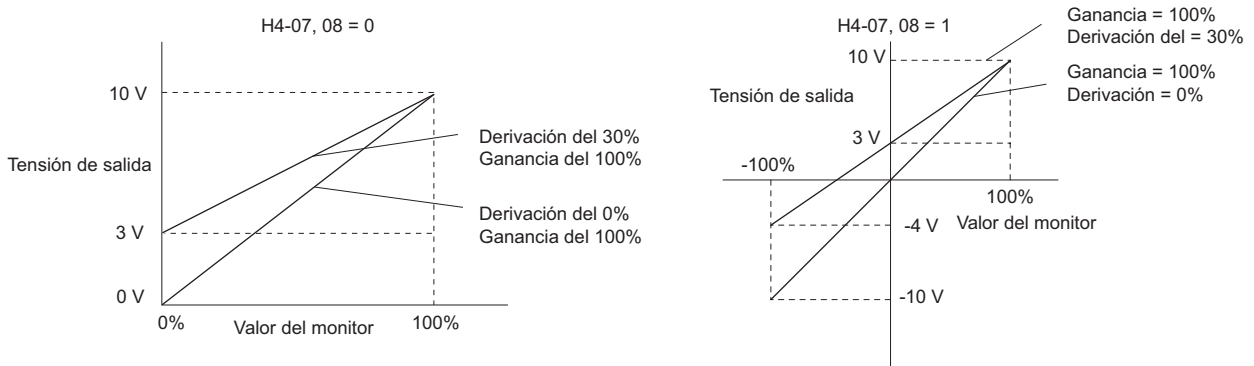 H4-07, 08 = 0
10 V
Tensión de salida
3 V
0 V
0%
Valor del monitor
100%
Derivación del 30%
Ganancia del 100%
Derivación del 0%
Ganancia del 100%
H4-07, 08 = 1
10 V
Tensión de salida
3 V
-100%
100%
Valor del monitor
-4 V
-10 V
Ganancia = 100%
Derivación del = 30%
Ganancia = 100%
Derivación = 0%